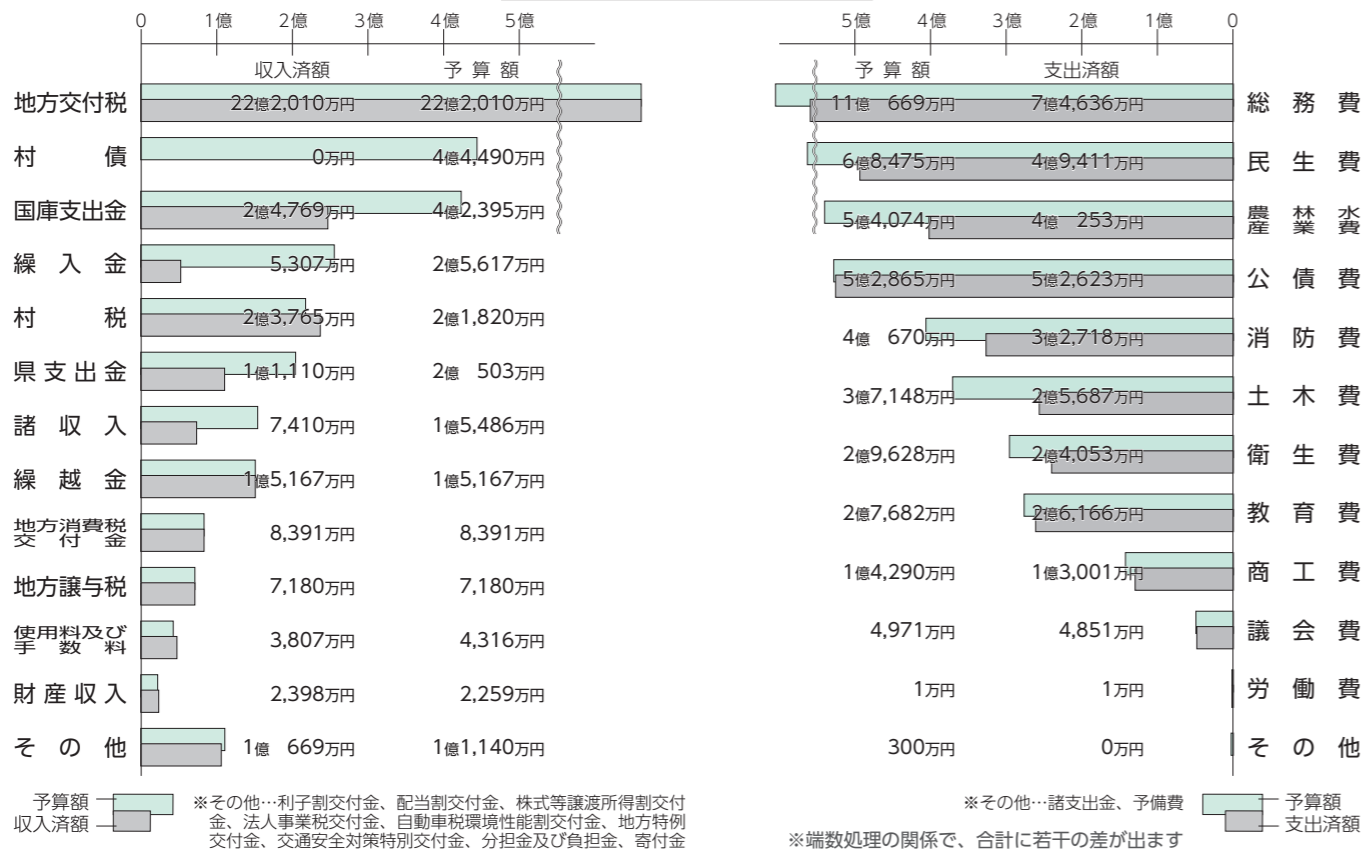 0 1億 2億 3億 4億 5億
収入済額 予算額
地方交付税 22億2,010万円 22億2,010万円
村債 0万円 4億4,490万円
国庫支出金 2億4,769万円 4億2,395万円
繰入金 5,307万円 2億5,617万円
村税 2億3,765万円 2億1,820万円
県支出金 1億1,110万円 2億 503万円
諸収入 7,410万円 1億5,486万円
繰越金 1億5,167万円 1億5,167万円
地方消費税交付金 8,391万円 8,391万円
地方譲与税 7,180万円 7,180万円
使用料及び手数料 3,807万円 4,316万円
財産収入 2,398万円 2,259万円
その他 1億 669万円 1億1,140万円
予算額
収入済額
※その他…利子割交付金、配当割交付金、株式等譲渡所得割交付
金、法人事業税交付金、自動車税環境性能割交付金、地方特例
交付金、交通安全対策特別交付金、分担金及び負担金、寄付金
5億 4億 3億 2億 1億 0
予算額 支出済額
11億 669万円 7億4,636万円 総務費
6億8,475万円 4億9,411万円 民生費
5億4,074万円 4億 253万円 農林水産業費
5億2,865万円 5億2,623万円 公債費
4億 670万円 3億2,718万円 消防費
3億7,148万円 2億5,687万円 土木費
2億9,628万円 2億4,053万円 衛生費
2億7,682万円 2億6,166万円 教育費
1億4,290万円 1億3,001万円 商工費
4,971万円 4,851万円 議会費
1万円 1万円 労働費
300万円 0万円 その他
※その他…諸支出金、予備費
予算額
支出済額
※端数処理の関係で、合計に若干の差が出ます